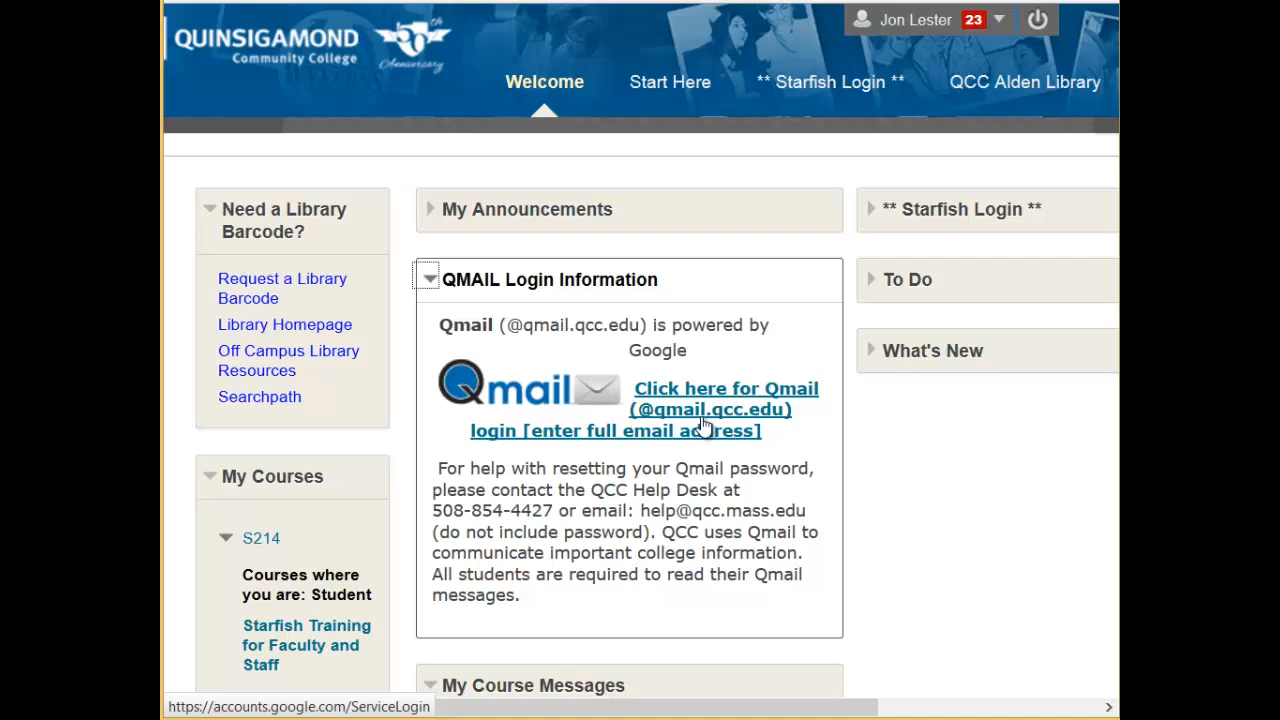 QUINSIGAMOND
Community College
Anniversary
Jon Lester 23
Welcome
Start Here
** Starfish Login **
QCC Alden Library
Need a Library
Barcode?
Request a Library
Barcode
Library Homepage
Off Campus Library
Resources
Searchpath
My Courses
S214
Courses where
you are: Student
Starfish Training
for Faculty and
Staff
My Announcements
QMAIL Login Information
Qmail (@qmail.qcc.edu) is powered by
Google
Qmail
Click here for Qmail
(@qmail.qcc.edu)
login [enter full email address]
For help with resetting your Qmail password,
please contact the QCC Help Desk at
508-854-4427 or email: help@qcc.mass.edu
(do not include password). QCC uses Qmail to
communicate important college information.
All students are required to read their Qmail
messages.
My Course Messages
** Starfish Login **
To Do
What's New
https://accounts.google.com/ServiceLogin